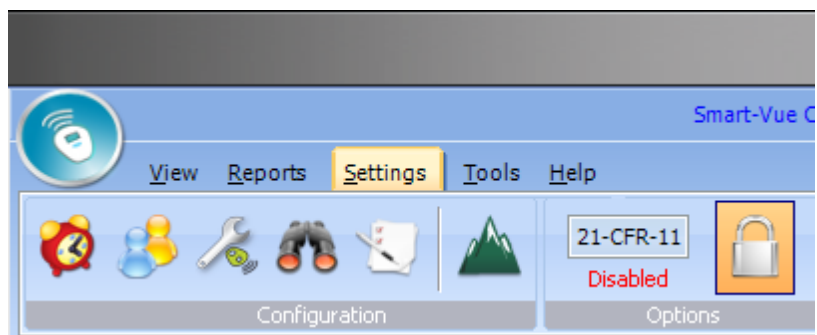 Smart-Vue C
View Reports Settings Tools Help
21-CFR-11
Disabled
Configuration Options